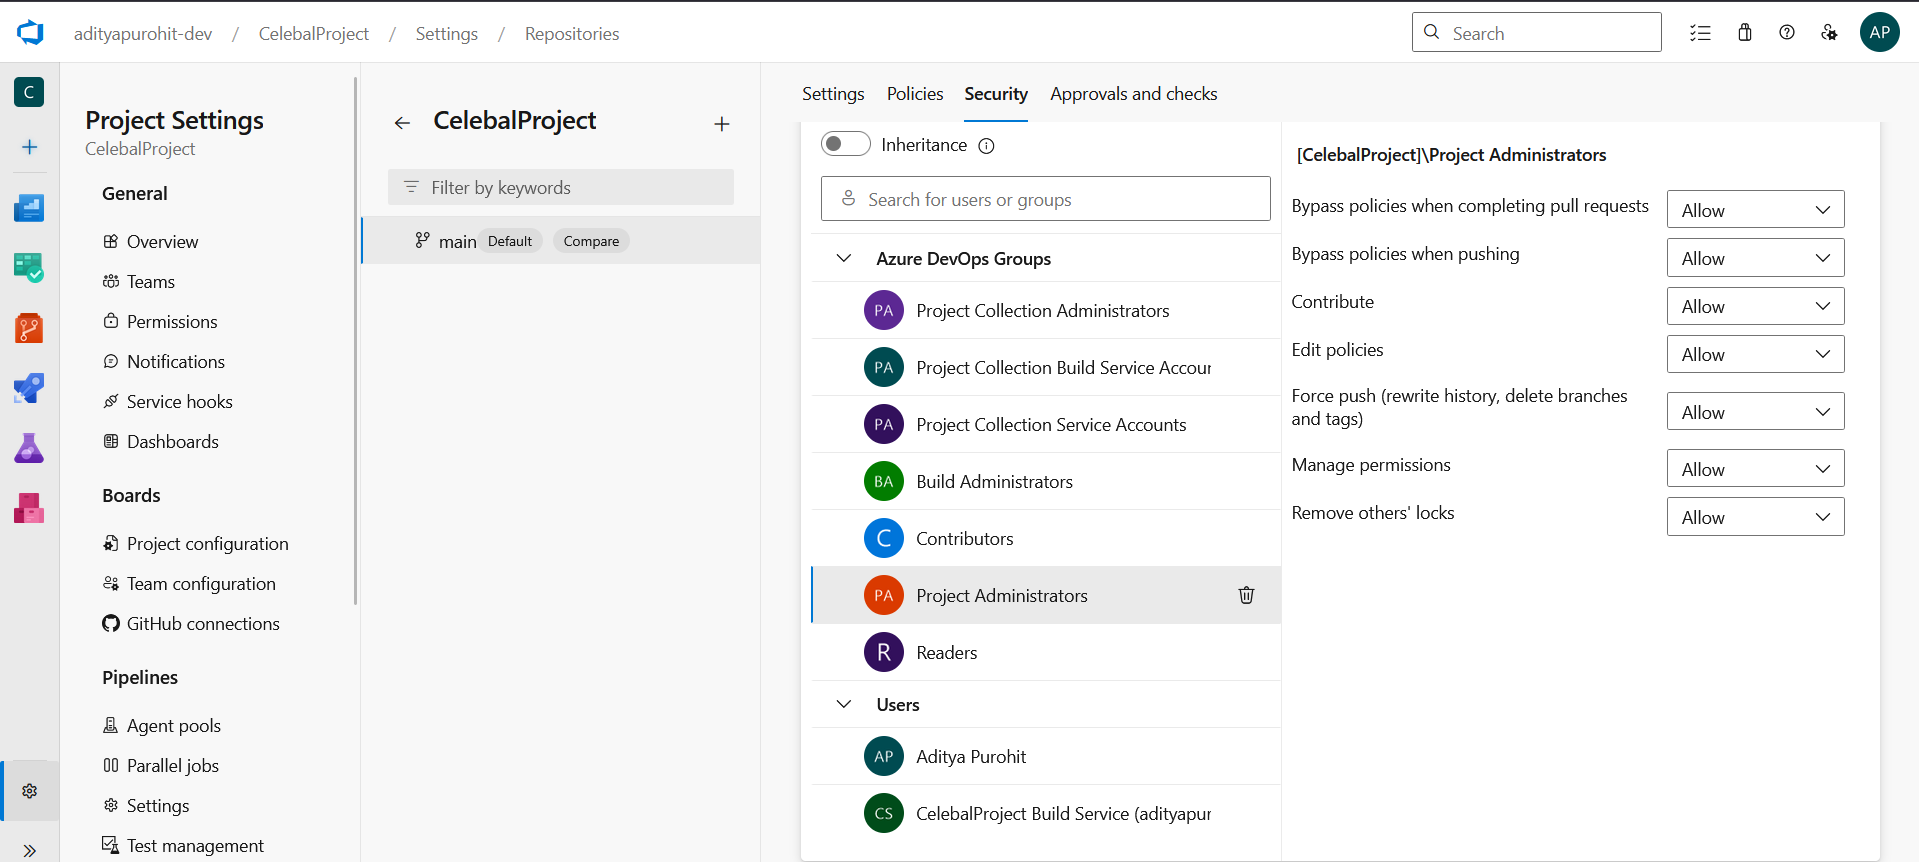 adityapurohit-dev / CelebalProject / Settings / Repositories
Search
AP
C
Project Settings
CelebalProject
General
Overview
Teams
Permissions
Notifications
Service hooks
Dashboards
Boards
Project configuration
Team configuration
GitHub connections
Pipelines
Agent pools
Parallel jobs
Settings
Test management
CelebalProject
Filter by keywords
main Default Compare
Settings Policies Security Approvals and checks
Inheritance
Search for users or groups
Azure DevOps Groups
PA Project Collection Administrators
PA Project Collection Build Service Accour
PA Project Collection Service Accounts
BA Build Administrators
C Contributors
PA Project Administrators
R Readers
Users
AP Aditya Purohit
CS CelebalProject Build Service (adityapur
[CelebalProject]\Project Administrators
Bypass policies when completing pull requests Allow
Bypass policies when pushing Allow
Contribute Allow
Edit policies Allow
Force push (rewrite history, delete branches
and tags) Allow
Manage permissions Allow
Remove others' locks Allow